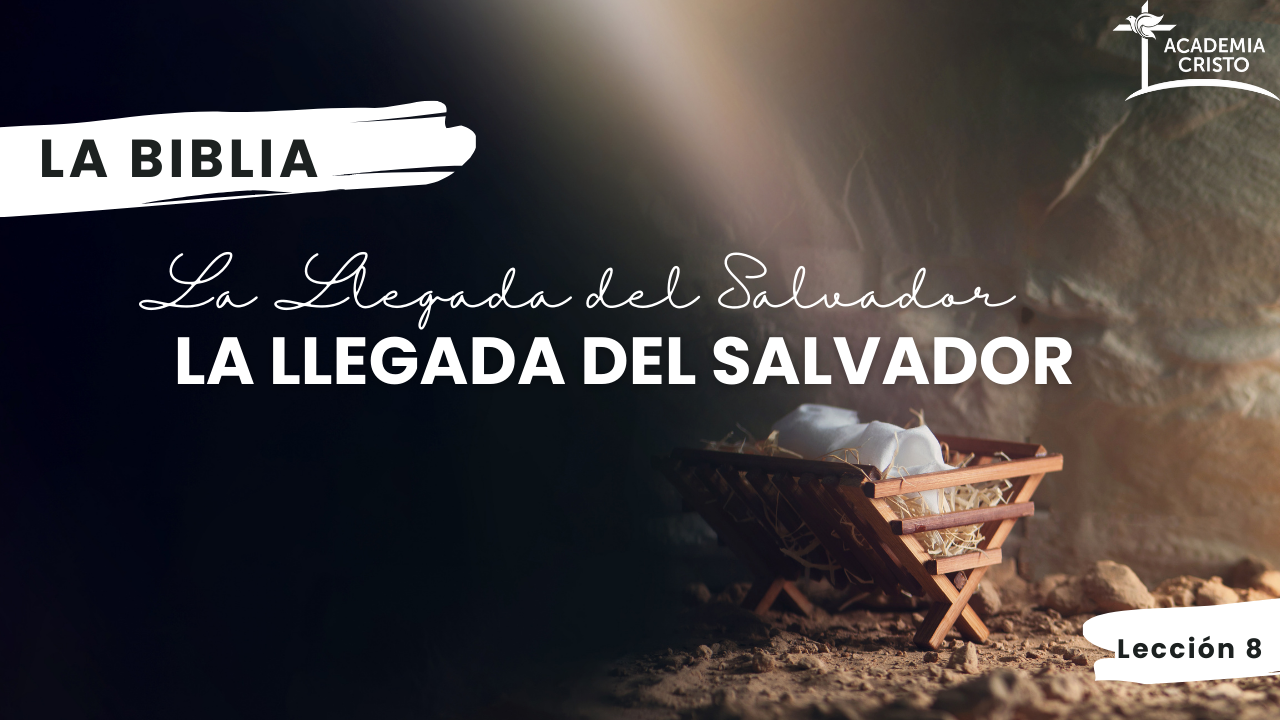 ACADEMIA
CRISTO
LA BIBLIA
La Llegada del Salvador
LA LLEGADA DEL SALVADOR
Lección 8